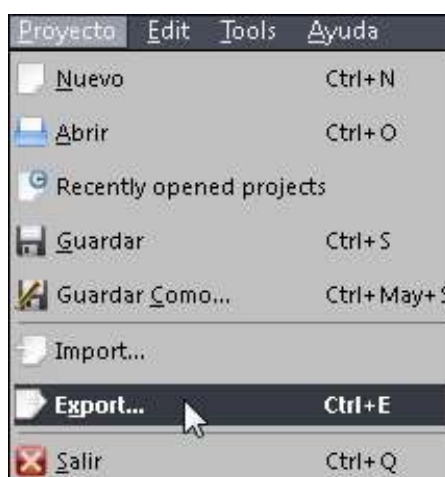 Proyecto Edit Tools Ayuda
Nuevo Ctrl+N
Abrir Ctrl+O
Recently opened projects
Guardar Ctrl+S
Guardar Como... Ctrl+May+S
Import...
Export... Ctrl+E
Salir Ctrl+Q